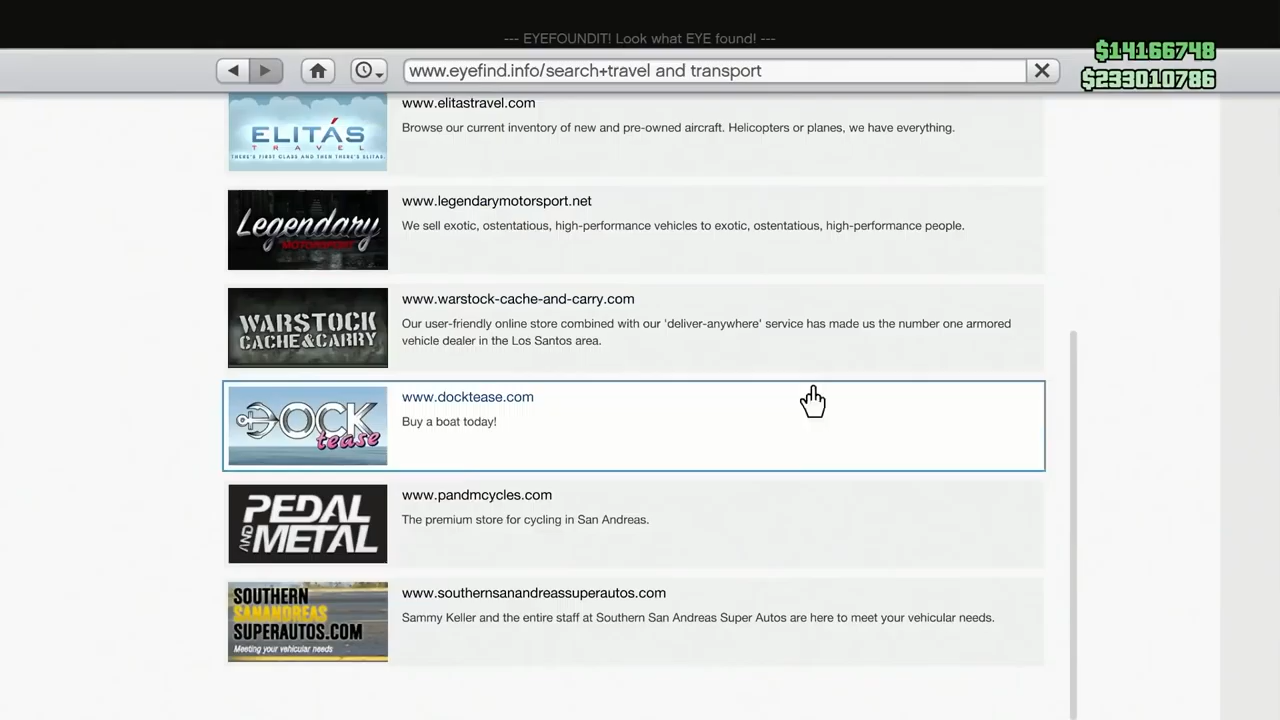 --- EYEFOUNDIT! Look what EYE found! ---
www.eyefind.info/search+travel and transport
$14166748
$233010786
ELITÁS
TRAVEL
THERE'S FIRST CLASS AND THEN THERE'S ELITAS.
www.elitastravel.com
Browse our current inventory of new and pre-owned aircraft. Helicopters or planes, we have everything.
Legendary
MOTORSPORT
www.legendarymotorsport.net
We sell exotic, ostentatious, high-performance vehicles to exotic, ostentatious, high-performance people.
WARSTOCK
CACHE&CARRY
www.warstock-cache-and-carry.com
Our user-friendly online store combined with our 'deliver-anywhere' service has made us the number one armored
vehicle dealer in the Los Santos area.
DOCK
tease
www.docktease.com
Buy a boat today!
PEDAL
AND METAL
www.pandmcycles.com
The premium store for cycling in San Andreas.
SOUTHERN
SANANDREAS
SUPERAUTOS.COM
Meeting your vehicular needs
www.southernsanandreassuperautos.com
Sammy Keller and the entire staff at Southern San Andreas Super Autos are here to meet your vehicular needs.